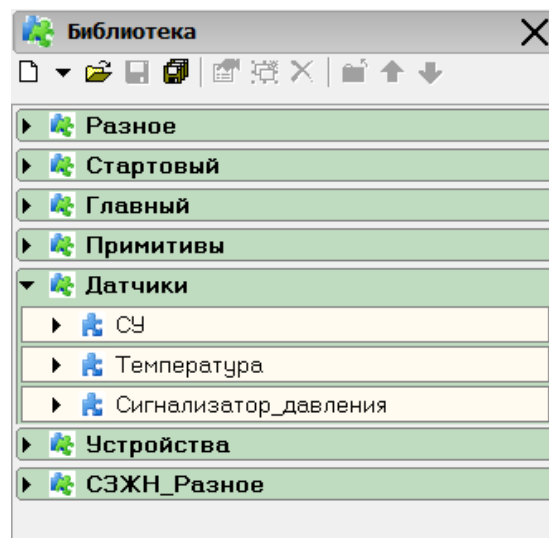 Библиотека
Разное
Стартовый
Главный
Примитивы
Датчики
СУ
Температура
Сигнализатор_давления
Устройства
СЗЖН_Разное